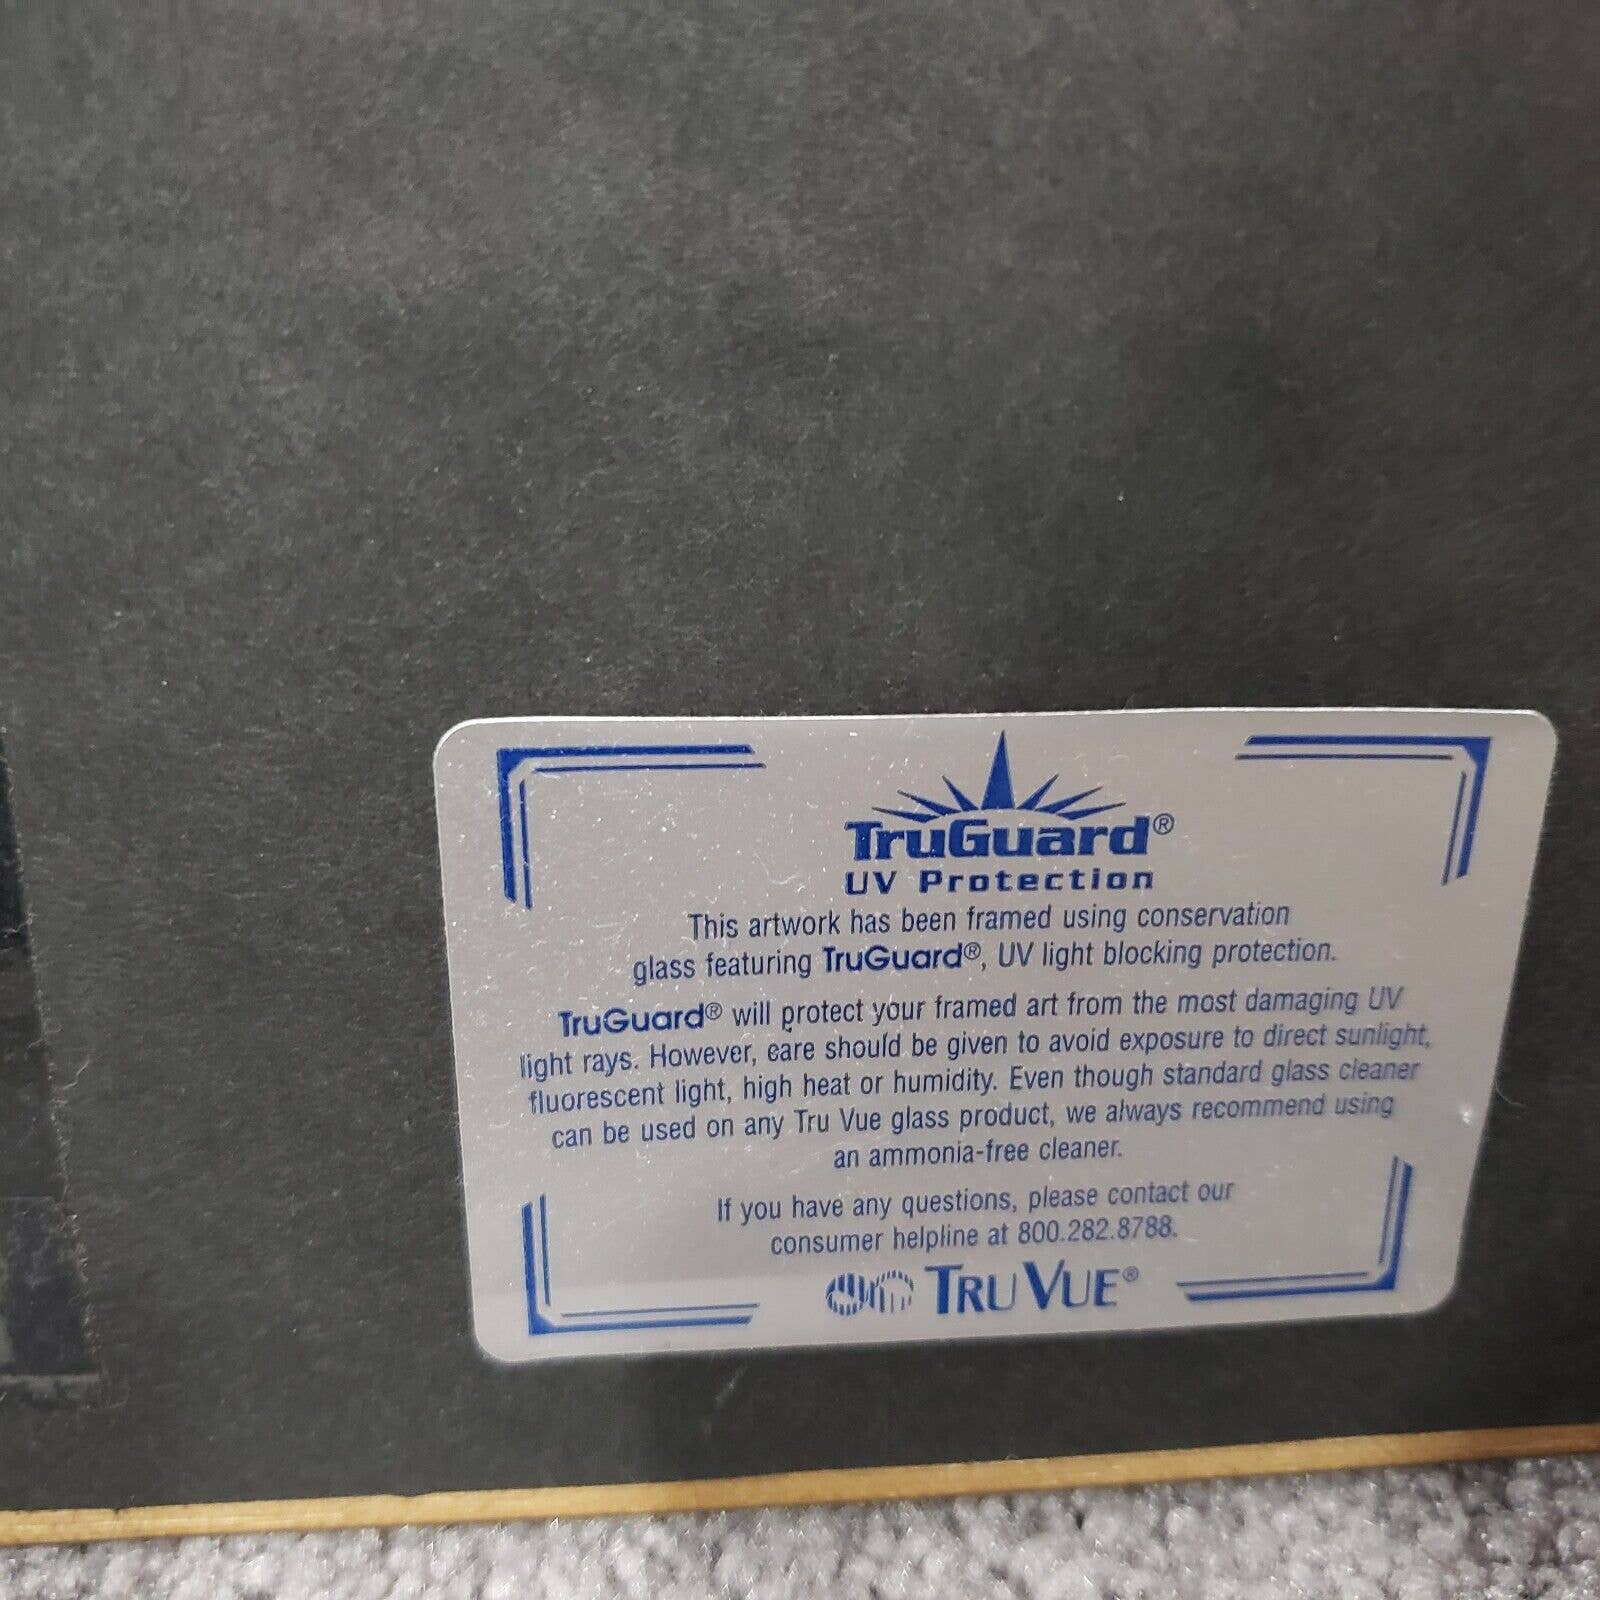 TruGuard®
UV Protection
This artwork has been framed using conservation
glass featuring TruGuard®, UV light blocking protection.
TruGuard® will protect your framed art from the most damaging UV
light rays. However, care should be given to avoid exposure to direct sunlight,
fluorescent light, high heat or humidity. Even though standard glass cleaner
can be used on any Tru Vue glass product, we always recommend using
an ammonia-free cleaner.
If you have any questions, please contact our
consumer helpline at 800.282.8788.
TRU VUE®